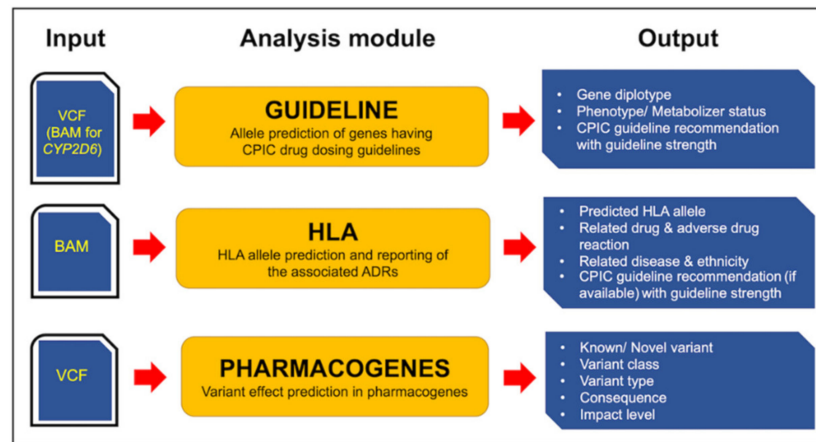 Input
Analysis module
Output
VCF
(BAM for
CYP2D6)
GUIDELINE
Allele prediction of genes having
CPIC drug dosing guidelines
• Gene diplotype
• Phenotype/ Metabolizer status
• CPIC guideline recommendation
with guideline strength
BAM
HLA
HLA allele prediction and reporting of
the associated ADRs
• Predicted HLA allele
• Related drug & adverse drug
reaction
• Related disease & ethnicity
• CPIC guideline recommendation (if
available) with guideline strength
VCF
PHARMACOGENES
Variant effect prediction in pharmacogenes
• Known/ Novel variant
• Variant class
• Variant type
• Consequence
• Impact level